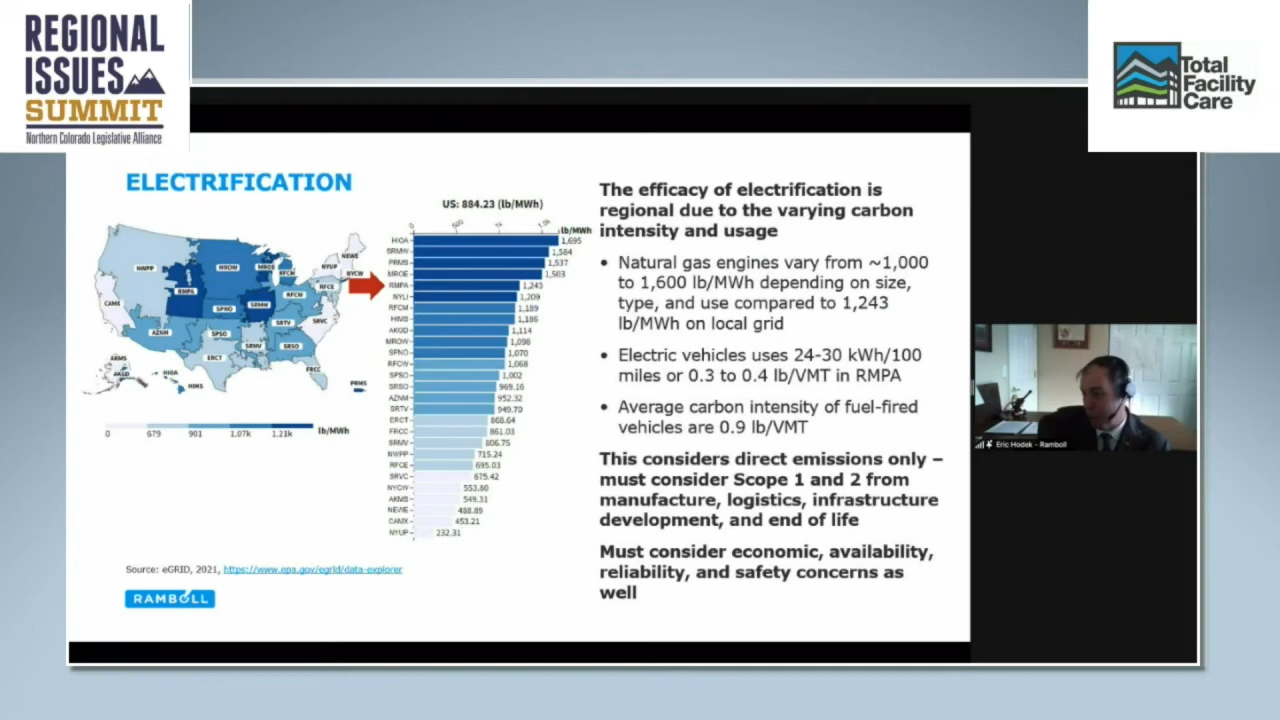 REGIONAL
ISSUES
SUMMIT
Northern Colorado Legislative Alliance
Total
Facility
Care
ELECTRIFICATION
US: 884.23 (lb/MWh)
0
500
1k
lb/MWh
HIOA 1,695
SRMW 1,584
PRMS 1,537
MROE 1,503
RMPA 1,243
NYLI 1,209
RFCM 1,189
HIMS 1,186
AKGD 1,114
MROW 1,098
SPNO 1,070
RFCW 1,068
SPSO 1,002
SRSO 969.16
AZNM 952.32
SRTV 949.70
ERCT 868.64
FRCC 861.03
SRMV 806.75
NWPP 715.24
RFCE 695.03
SRVC 675.42
NYCW 553.80
AKMS 549.31
NEWE 488.89
CAMX 453.21
NYUP 232.31
NEWE
NWPP
MROW
MROE
NYUP
NYCW
RFCM
RFCE
RMPA
RFCW
CAMX
SPNO
SRMW
SRVC
SRTV
AZNM
SPSO
SRMV
SRSO
ERCT
AKMS
FRCC
AKGD
HIOA
HIMS
PRMS
0 679 901 1.07k 1.21k lb/MWh
Source: eGRID, 2021, https://www.epa.gov/egrid/data-explorer
RAMBOLL
The efficacy of electrification is
regional due to the varying carbon
intensity and usage
• Natural gas engines vary from ~1,000
to 1,600 lb/MWh depending on size,
type, and use compared to 1,243
lb/MWh on local grid
• Electric vehicles uses 24-30 kWh/100
miles or 0.3 to 0.4 lb/VMT in RMPA
• Average carbon intensity of fuel-fired
vehicles are 0.9 lb/VMT
This considers direct emissions only –
must consider Scope 1 and 2 from
manufacture, logistics, infrastructure
development, and end of life
Must consider economic, availability,
reliability, and safety concerns as
well
Eric Hodek - Ramboll